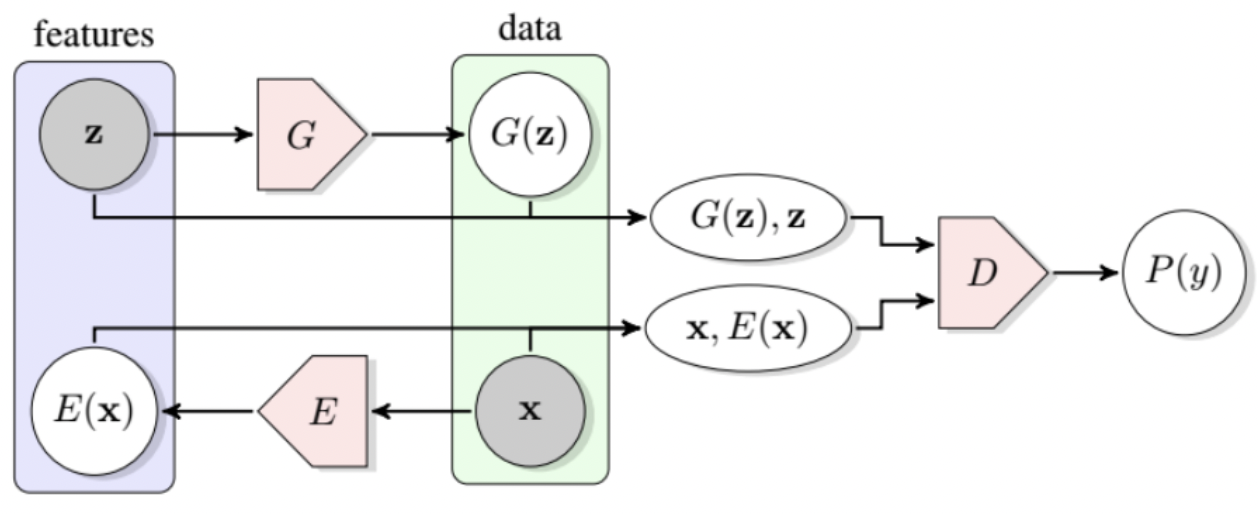 features
data
z
G
G(z)
G(z), z
D
P(y)
x, E(x)
E(x)
E
x